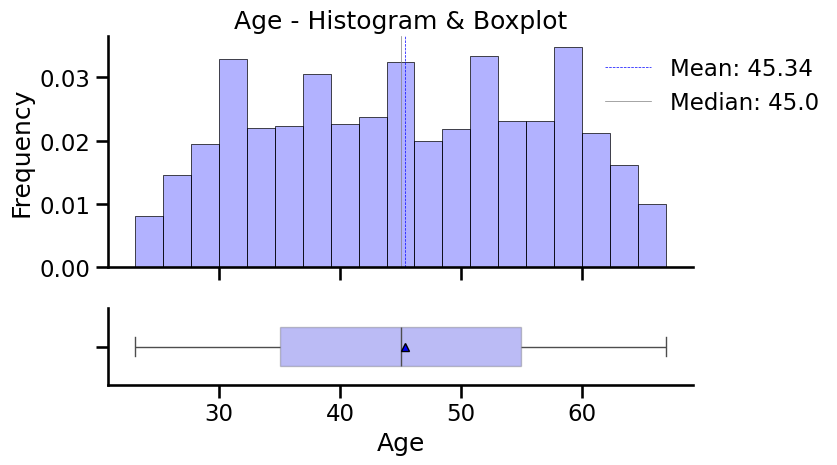 Age - Histogram & Boxplot
Mean: 45.34
Median: 45.0
Frequency
0.03
0.02
0.01
0.00
30 40 50 60
Age